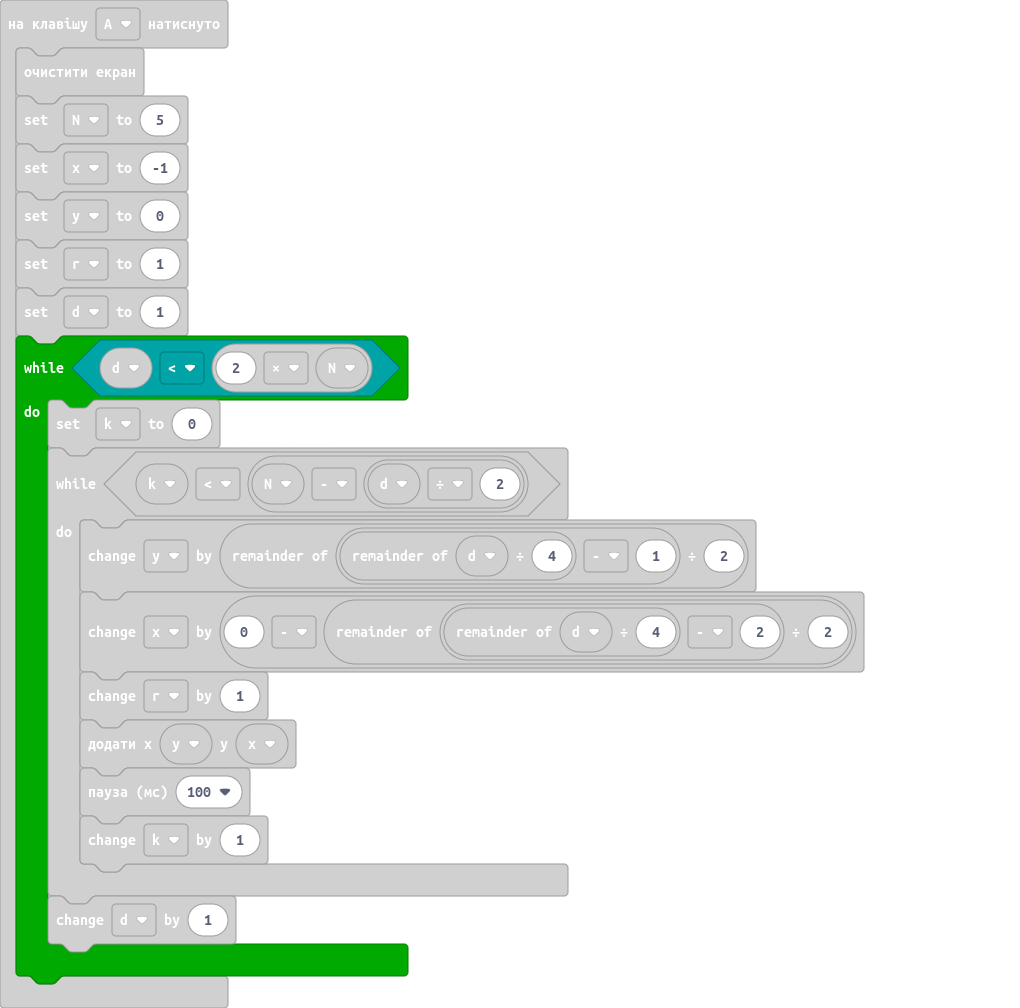 на клавішу A натиснуто
очистити екран
set N to 5
set x to -1
set y to 0
set r to 1
set d to 1
while d < 2 × N
do
set k to 0
while k < N - d ÷ 2
do
change y by remainder of remainder of d ÷ 4 - 1 ÷ 2
change x by 0 - remainder of remainder of d ÷ 4 - 2 ÷ 2
change r by 1
додати x y y x
пауза (мс) 100
change k by 1
change d by 1